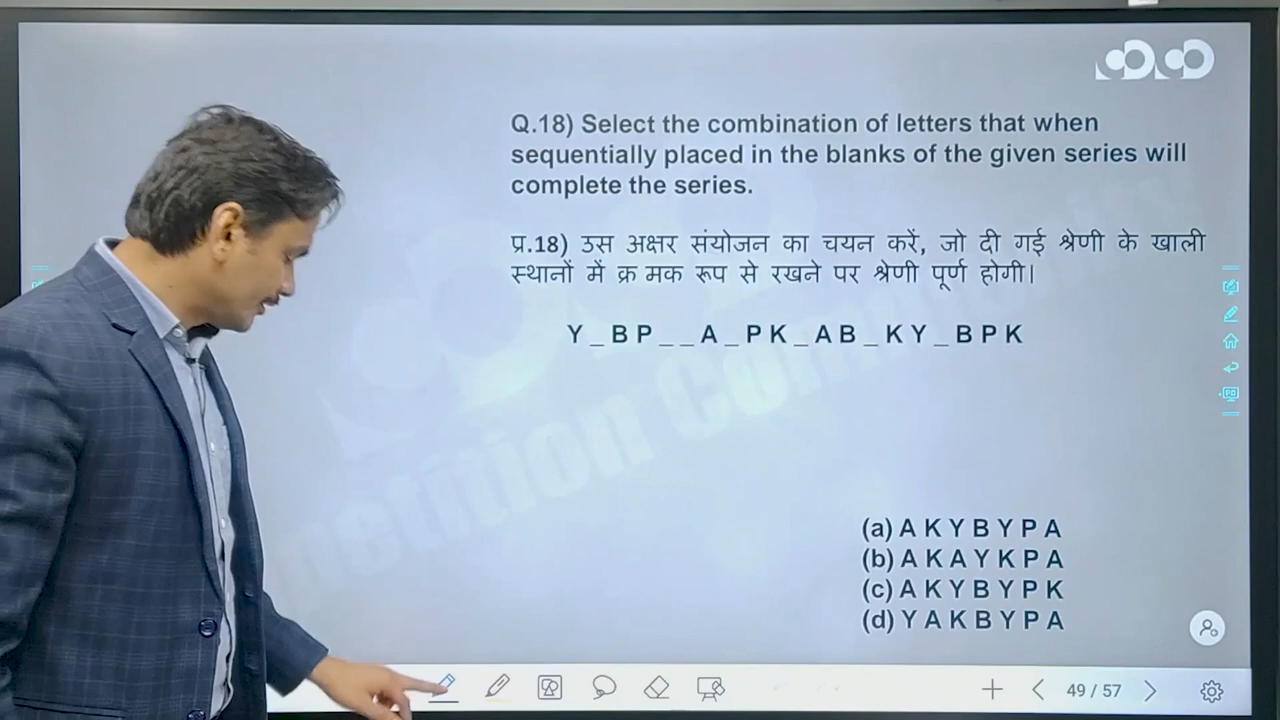 Q.18) Select the combination of letters that when
sequentially placed in the blanks of the given series will
complete the series.
प्र.18) उस अक्षर संयोजन का चयन करें, जो दी गई श्रेणी के खाली
स्थानों में क्र मक रूप से रखने पर श्रेणी पूर्ण होगी।
Y _ B P _ _ A _ P K _ A B _ K Y _ B P K
(a) A K Y B Y P A
(b) A K A Y K P A
(c) A K Y B Y P K
(d) Y A K B Y P A
49 / 57